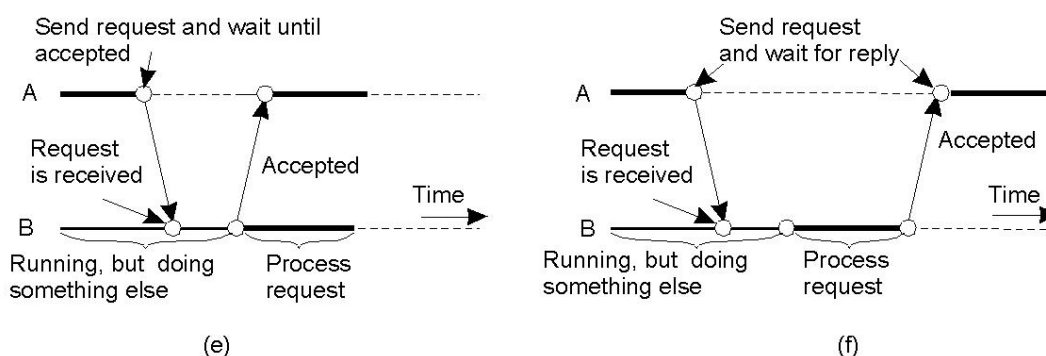 Send request and wait until
accepted
A
Request
is received
Accepted
Time
B
Running, but doing
something else
Process
request
(e)
Send request
and wait for reply
A
Request
is received
Accepted
Time
B
Running, but doing
something else
Process
request
(f)